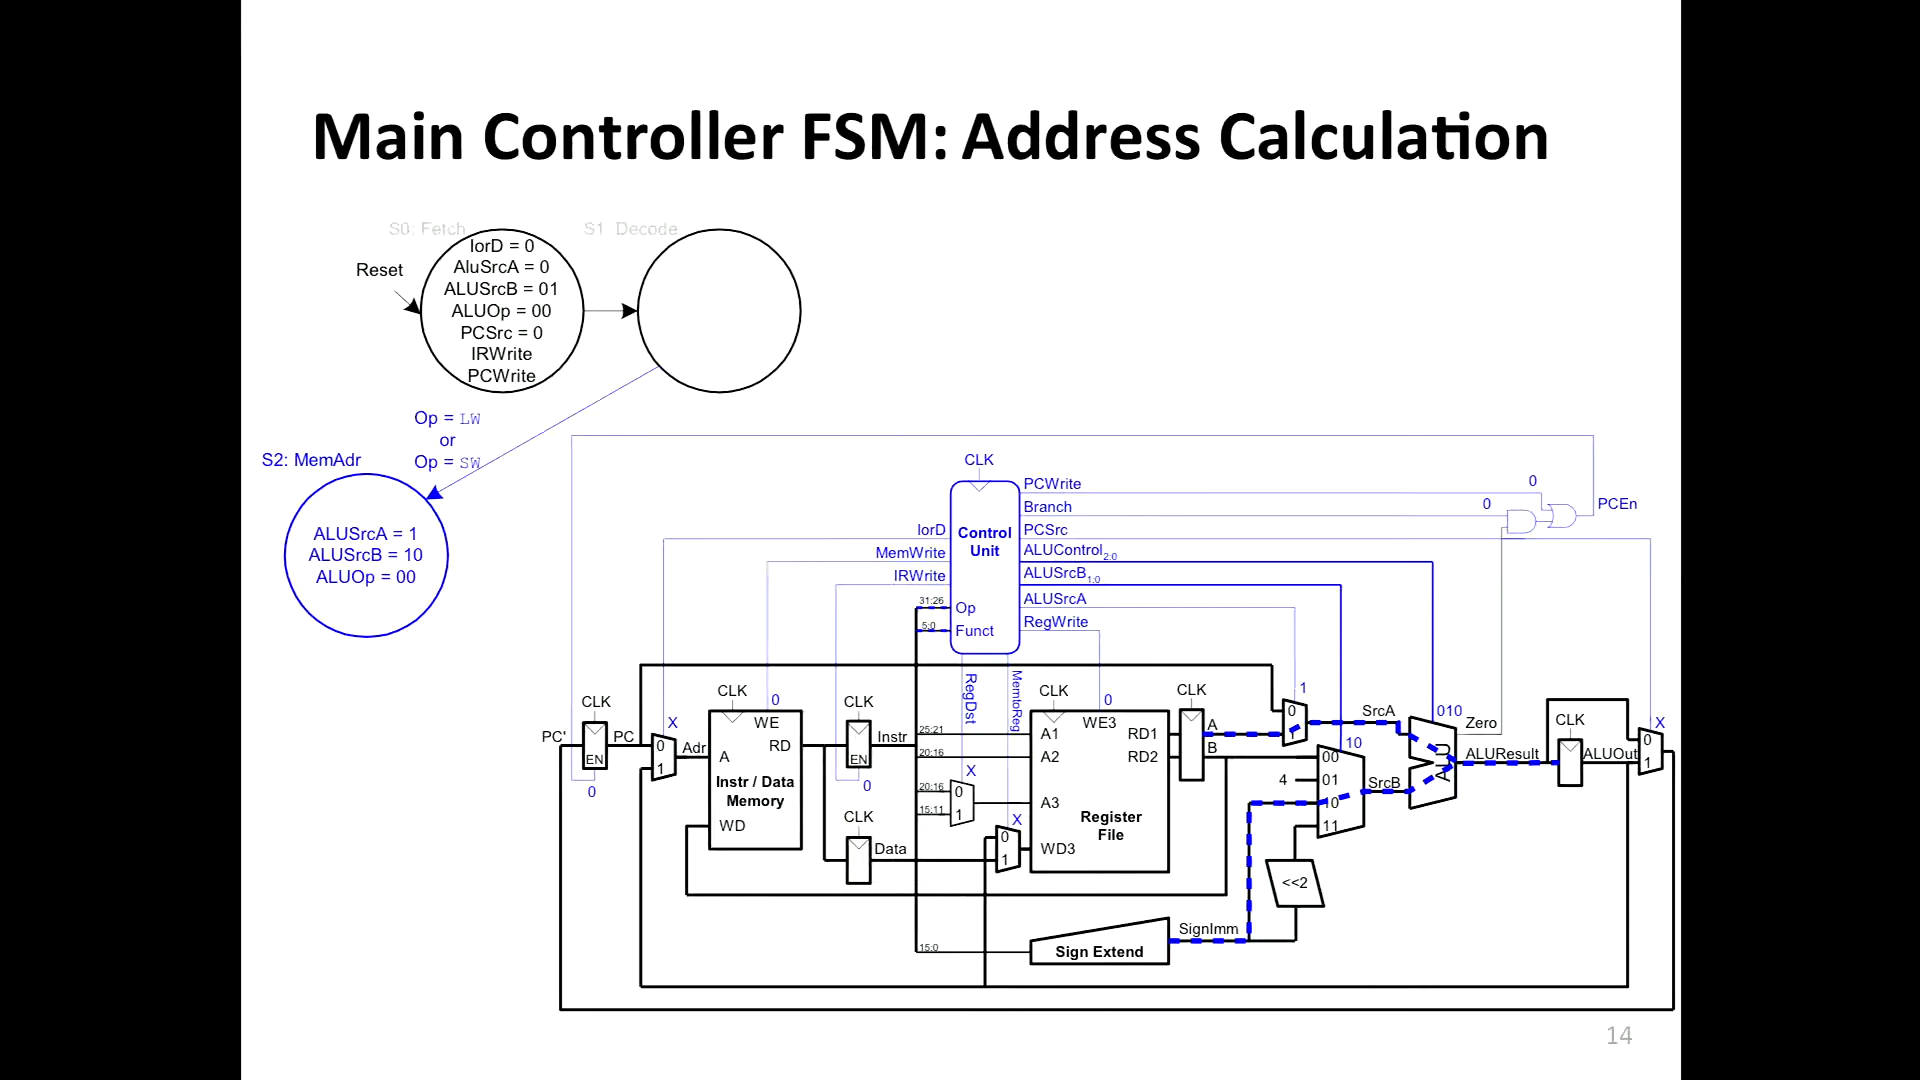 Main Controller FSM: Address Calculation
S0: Fetch
S1 Decode
Reset
IorD = 0
AluSrcA = 0
ALUSrcB = 01
ALUOp = 00
PCSrc = 0
IRWrite
PCWrite
Op = LW
or
Op = SW
S2: MemAdr
ALUSrcA = 1
ALUSrcB = 10
ALUOp = 00
CLK
PCWrite
0
Branch
0
PCEn
IorD
Control
Unit
PCSrc
MemWrite
ALUControl2:0
IRWrite
ALUSrcB1:0
31:26
Op
ALUSrcA
5:0
Funct
RegWrite
RegDst
MemtoReg
CLK
CLK
0
CLK
CLK
0
CLK
1
SrcA
010
Zero
CLK
X
PC'
PC
EN
0
X
0
1
Adr
WE
RD
A
Instr / Data
Memory
WD
EN
0
Instr
CLK
Data
25:21
20:16
20:16
15:11
X
0
1
X
0
1
WE3
A1
RD1
A2
RD2
A3
Register
File
WD3
A
B
0
1
10
00
4
01
10
11
SrcB
ALU
ALUResult
ALUOut
0
1
<<2
SignImm
15:0
Sign Extend
14